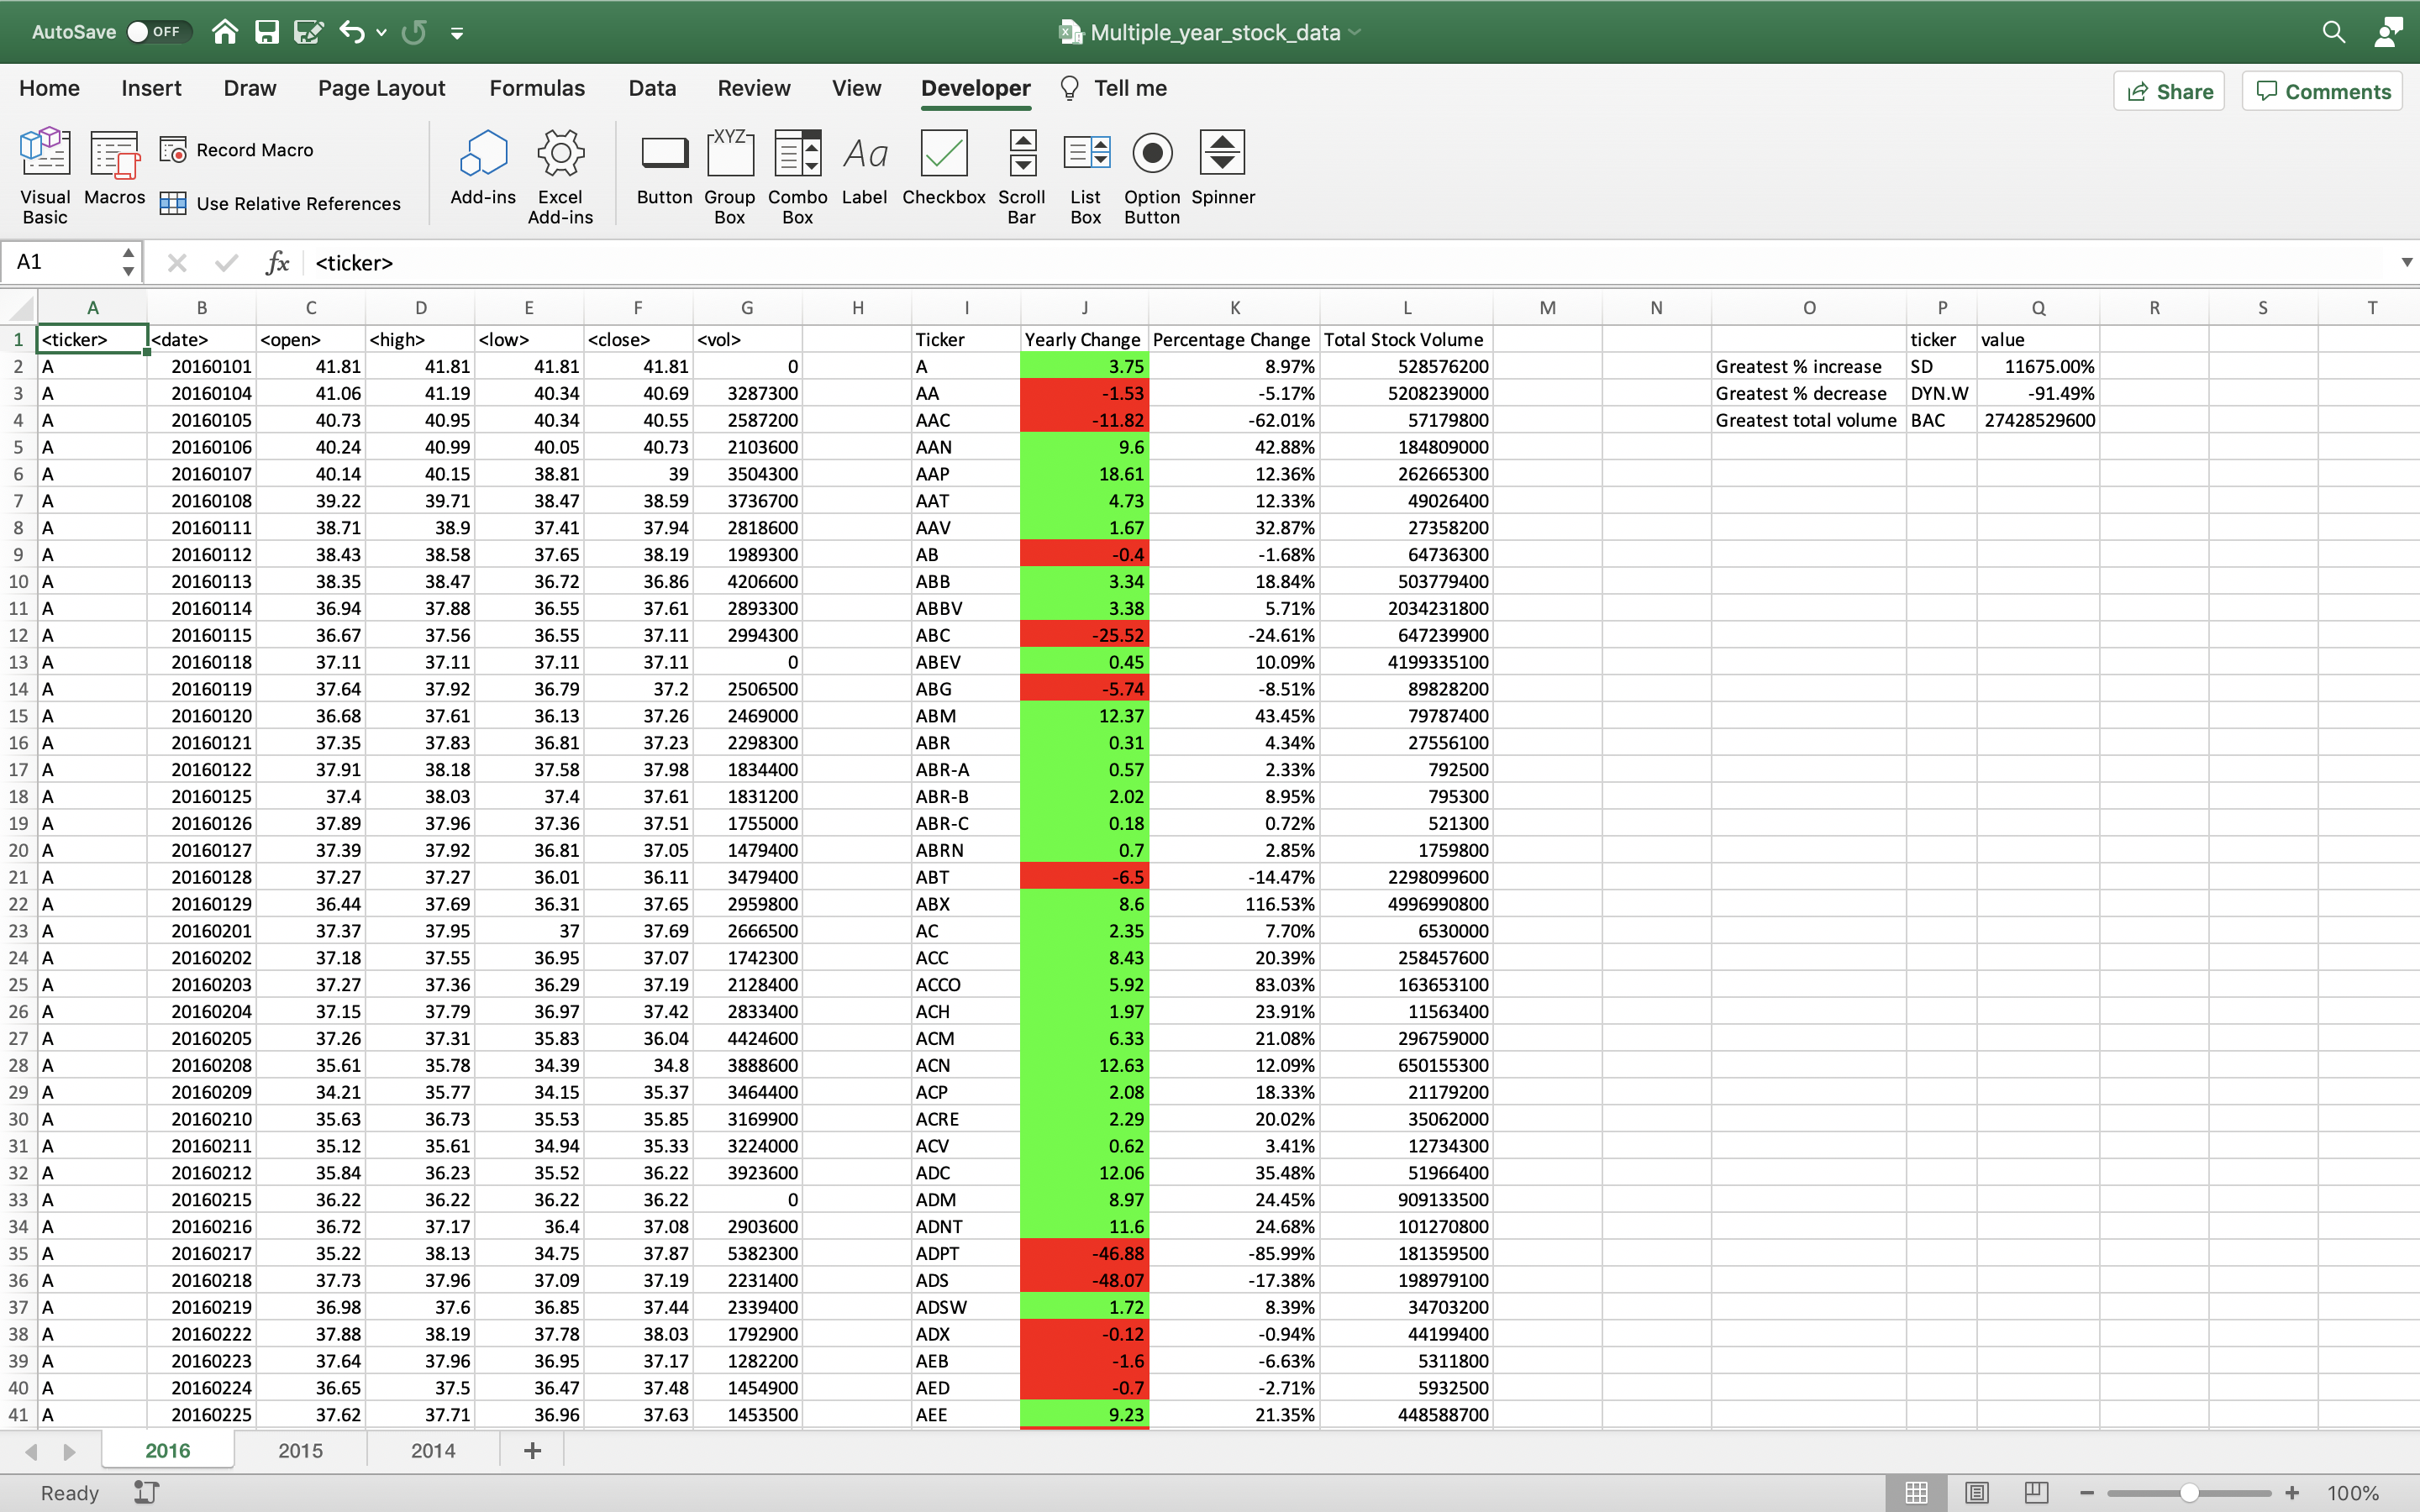 AutoSave OFF Multiple_year_stock_data
Home Insert Draw Page Layout Formulas Data Review View Developer Tell me Share Comments
Visual Basic Macros Record Macro Use Relative References Add-ins Excel Add-ins Button XYZ Group Box Combo Box Aa Label Checkbox Scroll Bar List Box Option Button Spinner
A1 fx <ticker>
A B C D E F G H I J K L M N O P Q R S T
1 <ticker> <date> <open> <high> <low> <close> <vol> Ticker Yearly Change Percentage Change Total Stock Volume ticker value
2 A 20160101 41.81 41.81 41.81 41.81 0 A 3.75 8.97% 528576200 Greatest % increase SD 11675.00%
3 A 20160104 41.06 41.19 40.34 40.69 3287300 AA -1.53 -5.17% 5208239000 Greatest % decrease DYN.W -91.49%
4 A 20160105 40.73 40.95 40.34 40.55 2587200 AAC -11.82 -62.01% 57179800 Greatest total volume BAC 27428529600
5 A 20160106 40.24 40.99 40.05 40.73 2103600 AAN 9.6 42.88% 184809000
6 A 20160107 40.14 40.15 38.81 39 3504300 AAP 18.61 12.36% 262665300
7 A 20160108 39.22 39.71 38.47 38.59 3736700 AAT 4.73 12.33% 49026400
8 A 20160111 38.71 38.9 37.41 37.94 2818600 AAV 1.67 32.87% 27358200
9 A 20160112 38.43 38.58 37.65 38.19 1989300 AB -0.4 -1.68% 64736300
10 A 20160113 38.35 38.47 36.72 36.86 4206600 ABB 3.34 18.84% 503779400
11 A 20160114 36.94 37.88 36.55 37.61 2893300 ABBV 3.38 5.71% 2034231800
12 A 20160115 36.67 37.56 36.55 37.11 2994300 ABC -25.52 -24.61% 647239900
13 A 20160118 37.11 37.11 37.11 37.11 0 ABEV 0.45 10.09% 4199335100
14 A 20160119 37.64 37.92 36.79 37.2 2506500 ABG -5.74 -8.51% 89828200
15 A 20160120 36.68 37.61 36.13 37.26 2469000 ABM 12.37 43.45% 79787400
16 A 20160121 37.35 37.83 36.81 37.23 2298300 ABR 0.31 4.34% 27556100
17 A 20160122 37.91 38.18 37.58 37.98 1834400 ABR-A 0.57 2.33% 792500
18 A 20160125 37.4 38.03 37.4 37.61 1831200 ABR-B 2.02 8.95% 795300
19 A 20160126 37.89 37.96 37.36 37.51 1755000 ABR-C 0.18 0.72% 521300
20 A 20160127 37.39 37.92 36.81 37.05 1479400 ABRN 0.7 2.85% 1759800
21 A 20160128 37.27 37.27 36.01 36.11 3479400 ABT -6.5 -14.47% 2298099600
22 A 20160129 36.44 37.69 36.31 37.65 2959800 ABX 8.6 116.53% 4996990800
23 A 20160201 37.37 37.95 37 37.69 2666500 AC 2.35 7.70% 6530000
24 A 20160202 37.18 37.55 36.95 37.07 1742300 ACC 8.43 20.39% 258457600
25 A 20160203 37.27 37.36 36.29 37.19 2128400 ACCO 5.92 83.03% 163653100
26 A 20160204 37.15 37.79 36.97 37.42 2833400 ACH 1.97 23.91% 11563400
27 A 20160205 37.26 37.31 35.83 36.04 4424600 ACM 6.33 21.08% 296759000
28 A 20160208 35.61 35.78 34.39 34.8 3888600 ACN 12.63 12.09% 650155300
29 A 20160209 34.21 35.77 34.15 35.37 3464400 ACP 2.08 18.33% 21179200
30 A 20160210 35.63 36.73 35.53 35.85 3169900 ACRE 2.29 20.02% 35062000
31 A 20160211 35.12 35.61 34.94 35.33 3224000 ACV 0.62 3.41% 12734300
32 A 20160212 35.84 36.23 35.52 36.22 3923600 ADC 12.06 35.48% 51966400
33 A 20160215 36.22 36.22 36.22 36.22 0 ADM 8.97 24.45% 909133500
34 A 20160216 36.72 37.17 36.4 37.08 2903600 ADNT 11.6 24.68% 101270800
35 A 20160217 35.22 38.13 34.75 37.87 5382300 ADPT -46.88 -85.99% 181359500
36 A 20160218 37.73 37.96 37.09 37.19 2231400 ADS -48.07 -17.38% 198979100
37 A 20160219 36.98 37.6 36.85 37.44 2339400 ADSW 1.72 8.39% 34703200
38 A 20160222 37.88 38.19 37.78 38.03 1792900 ADX -0.12 -0.94% 44199400
39 A 20160223 37.64 37.96 36.95 37.17 1282200 AEB -1.6 -6.63% 5311800
40 A 20160224 36.65 37.5 36.47 37.48 1454900 AED -0.7 -2.71% 5932500
41 A 20160225 37.62 37.71 36.96 37.63 1453500 AEE 9.23 21.35% 448588700
2016 2015 2014 +
Ready 100%